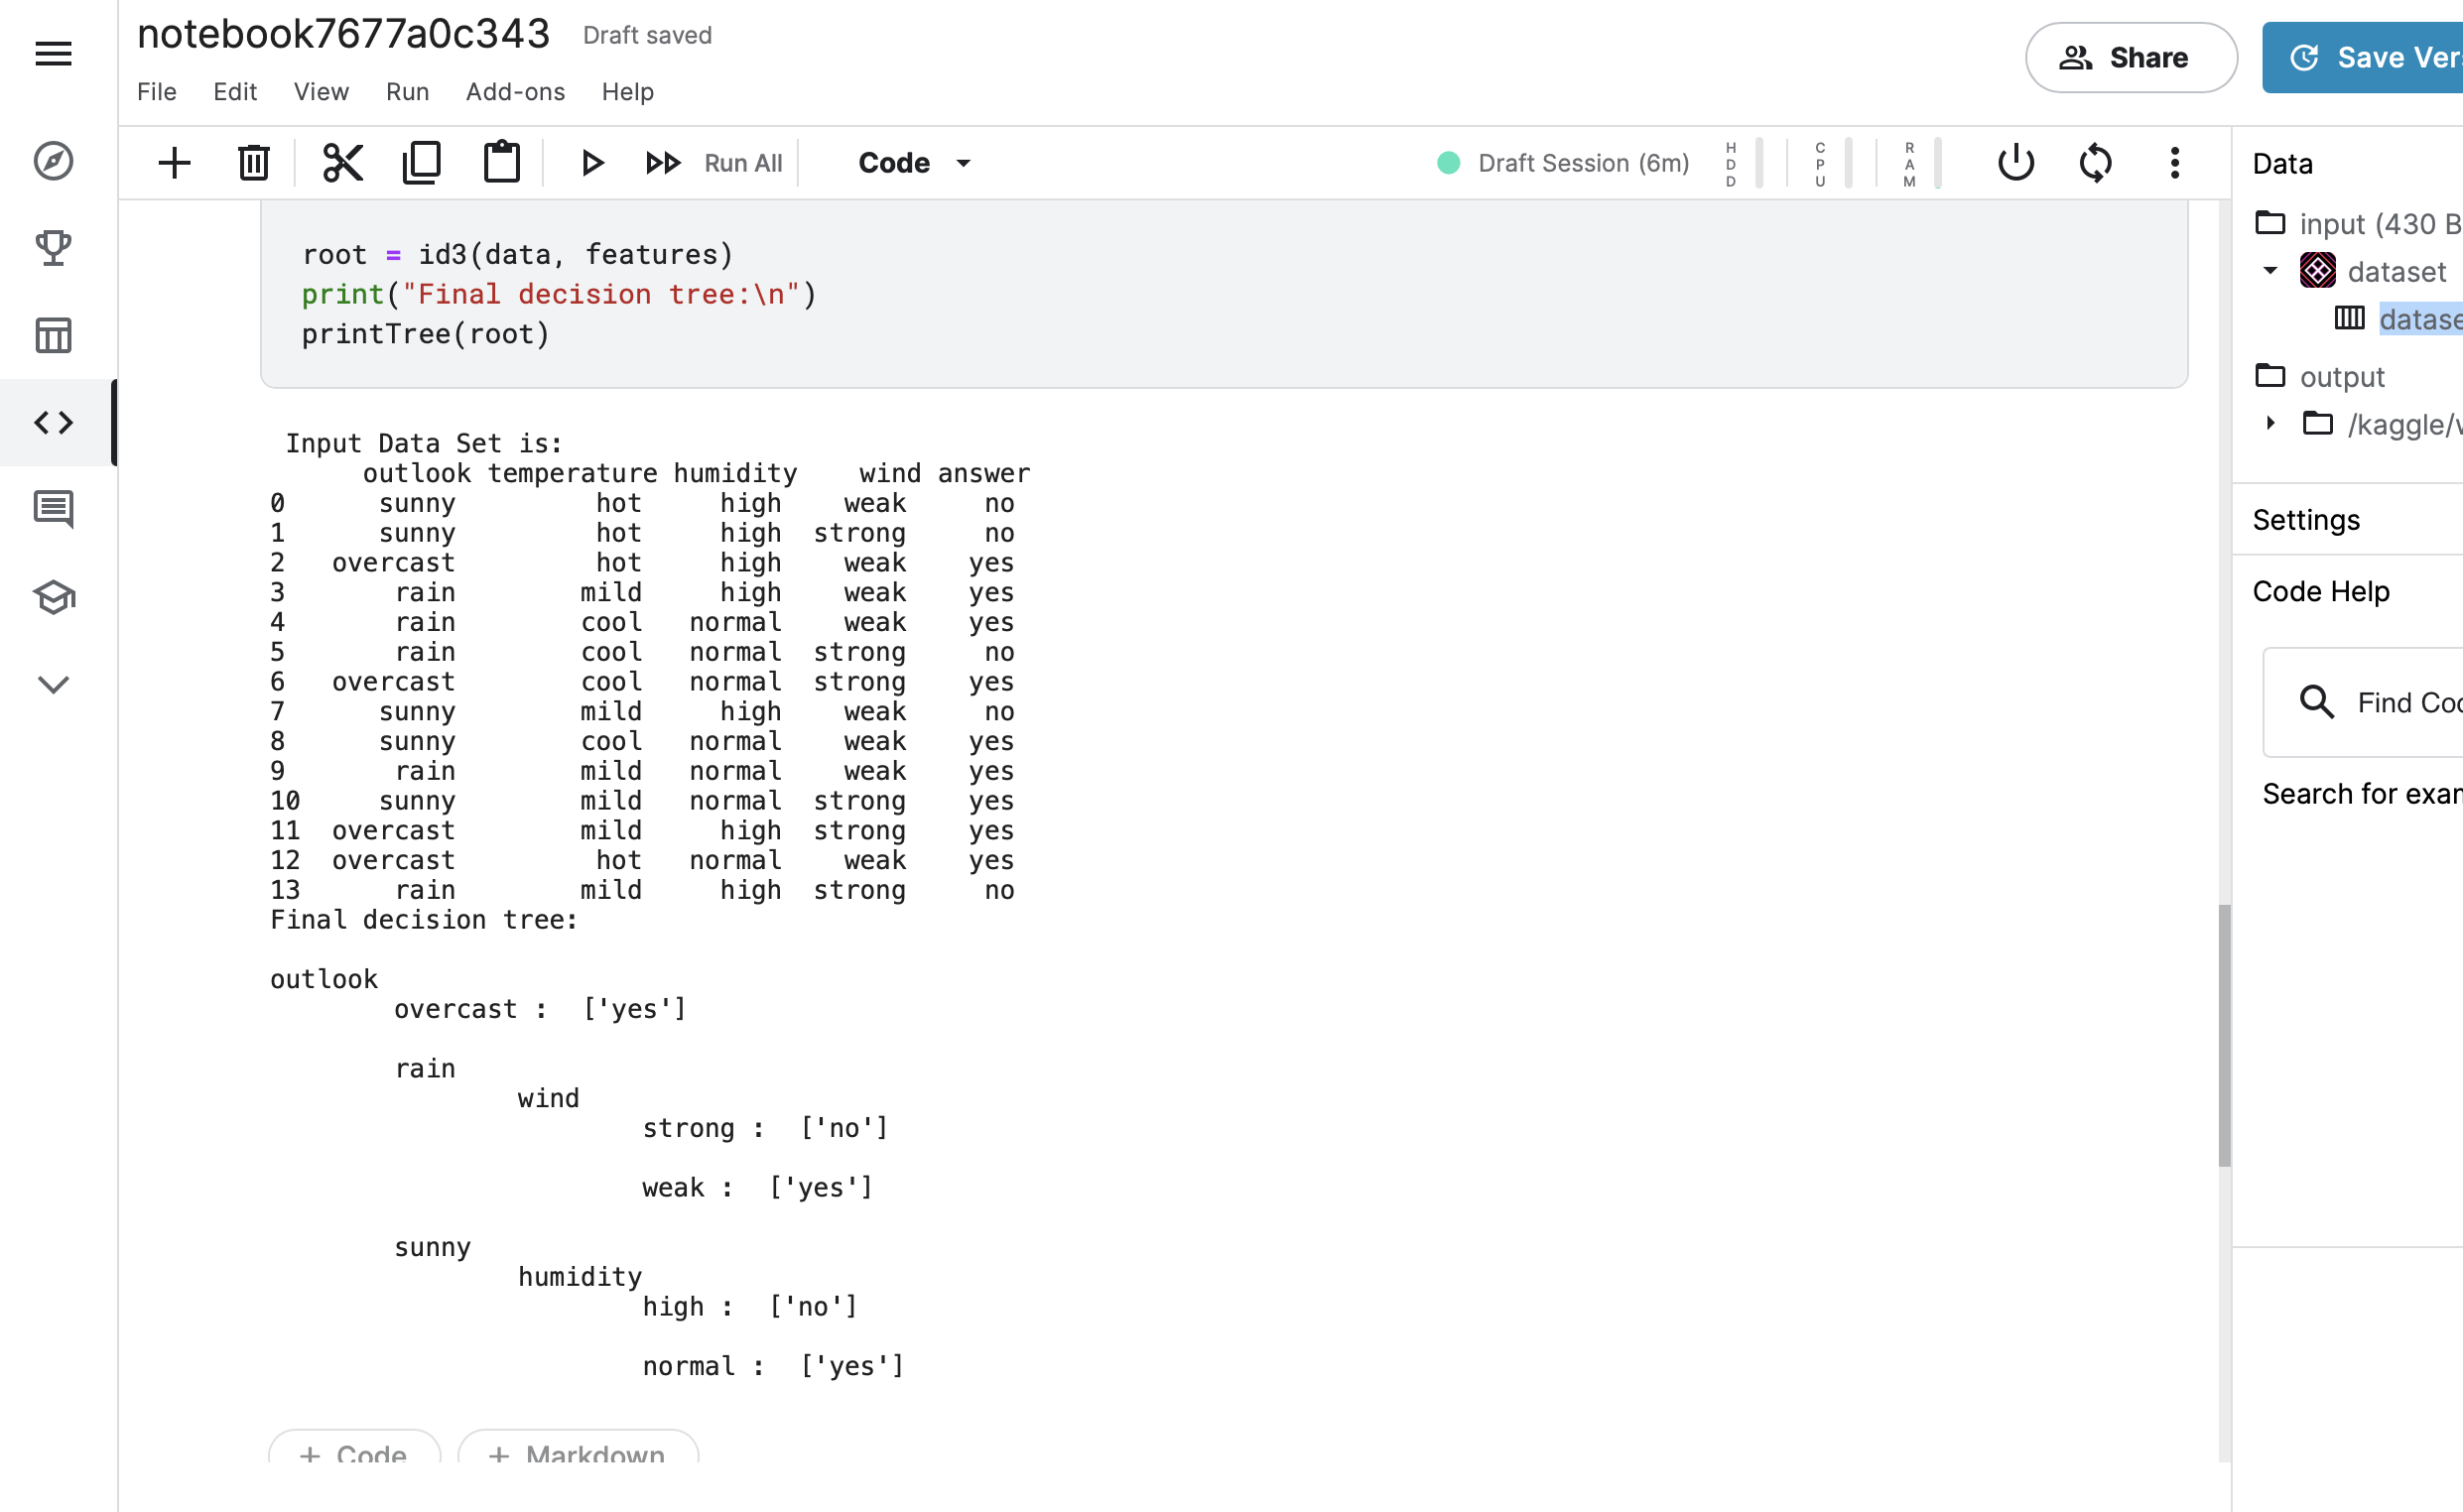 notebook7677a0c343 Draft saved
File Edit View Run Add-ons Help
Share
Save Ver
Run All Code
Draft Session (6m) HDD CPU RAM
root = id3(data, features)
print("Final decision tree:\n")
printTree(root)
Input Data Set is:
outlook temperature humidity wind answer
0 sunny hot high weak no
1 sunny hot high strong no
2 overcast hot high weak yes
3 rain mild high weak yes
4 rain cool normal weak yes
5 rain cool normal strong no
6 overcast cool normal strong yes
7 sunny mild high weak no
8 sunny cool normal weak yes
9 rain mild normal weak yes
10 sunny mild normal strong yes
11 overcast mild high strong yes
12 overcast hot normal weak yes
13 rain mild high strong no
Final decision tree:
outlook
overcast : ['yes']
rain
wind
strong : ['no']
weak : ['yes']
sunny
humidity
high : ['no']
normal : ['yes']
+ Code + Markdown
Data
input (430 B
dataset
datase
output
/kaggle/w
Settings
Code Help
Find Coc
Search for exam